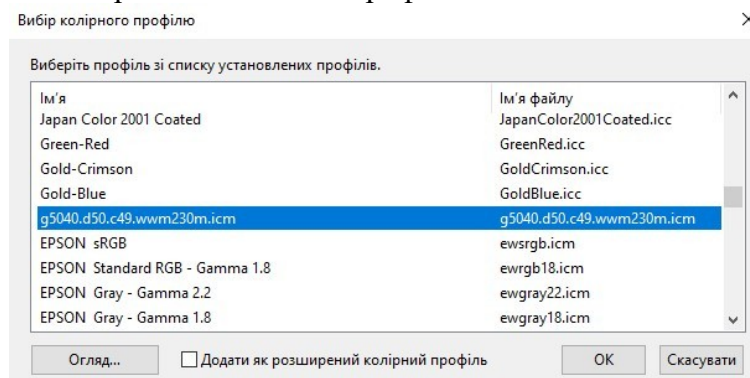 Вибір колірного профілю
Виберіть профіль зі списку установлених профілів.
Ім'я Ім'я файлу
Japan Color 2001 Coated JapanColor2001Coated.icc
Green-Red GreenRed.icc
Gold-Crimson GoldCrimson.icc
Gold-Blue GoldBlue.icc
g5040.d50.c49.wwm230m.icm g5040.d50.c49.wwm230m.icm
EPSON sRGB ewsrgb.icm
EPSON Standard RGB - Gamma 1.8 ewrgb18.icm
EPSON Gray - Gamma 2.2 ewgray22.icm
EPSON Gray - Gamma 1.8 ewgray18.icm
Огляд... Додати як розширений колірний профіль ОК Скасувати